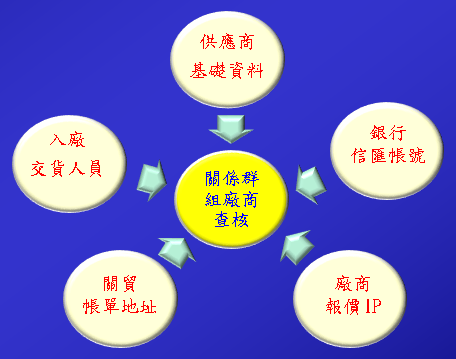 供應商
基礎資料
入廠
交貨人員
銀行
信匯帳號
關係群
組廠商
查核
關貿
帳單地址
廠商
報價IP